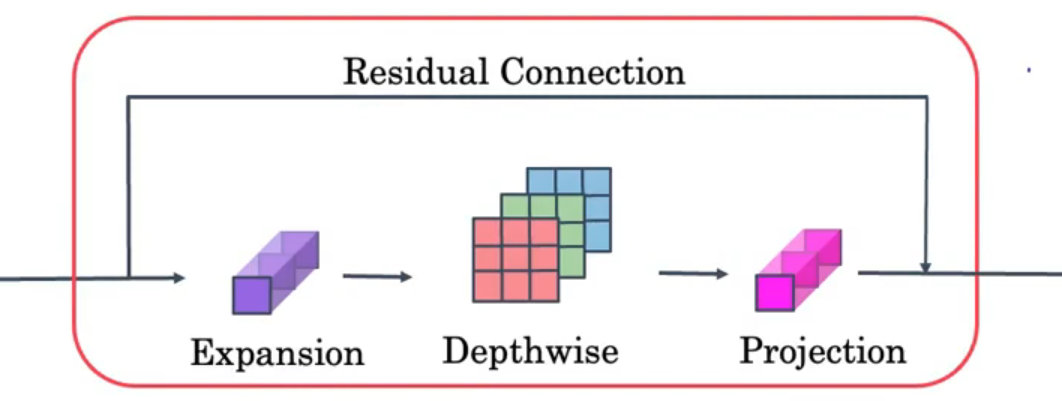 Residual Connection
Expansion
Depthwise
Projection